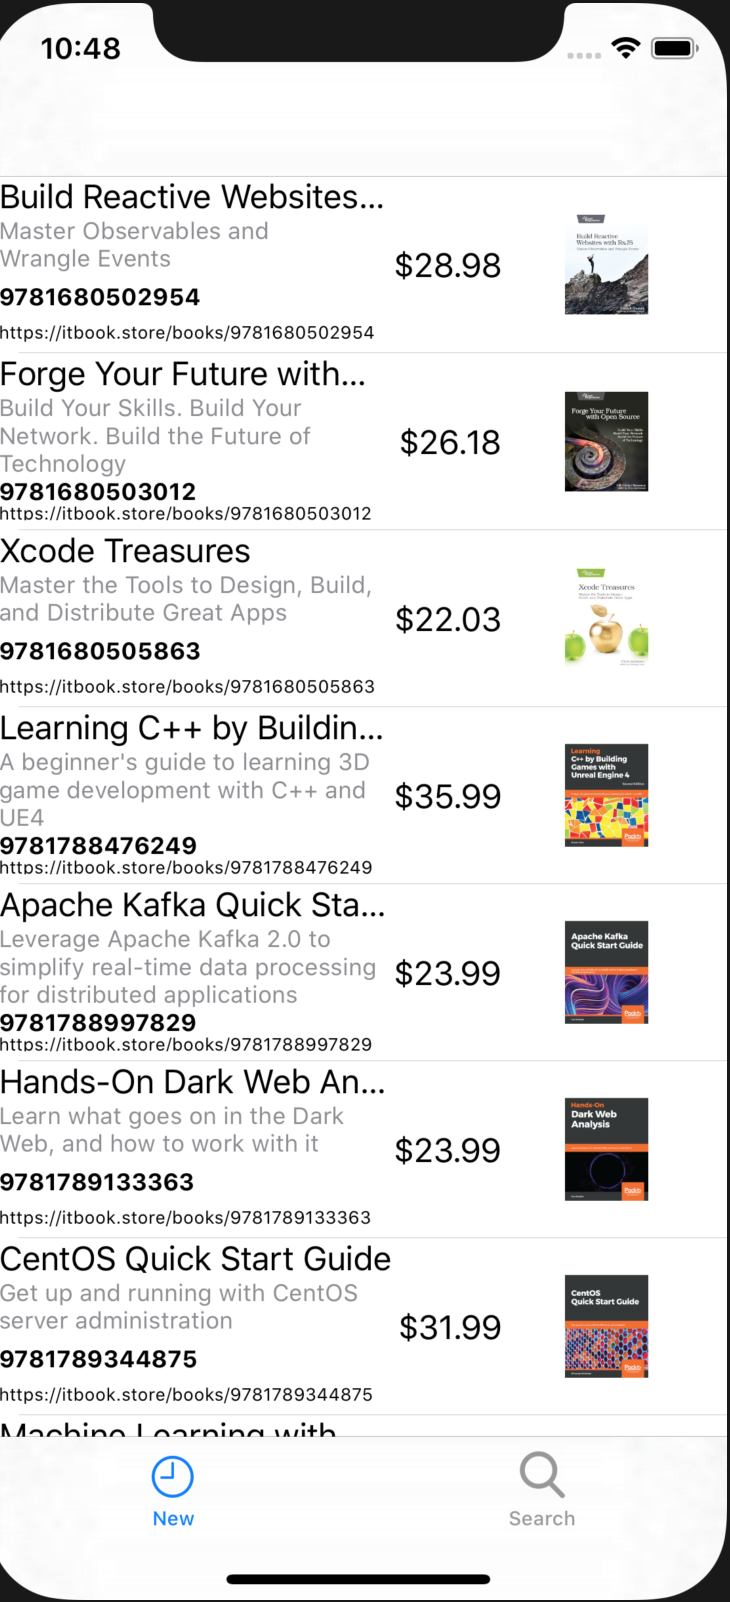 10:48
Build Reactive Websites...
Master Observables and
Wrangle Events
9781680502954
https://itbook.store/books/9781680502954
$28.98
Build Reactive
Websites with RxJS
Forge Your Future with...
Build Your Skills. Build Your
Network. Build the Future of
Technology
9781680503012
https://itbook.store/books/9781680503012
$26.18
Forge Your Future
with Open Source
Xcode Treasures
Master the Tools to Design, Build,
and Distribute Great Apps
9781680505863
https://itbook.store/books/9781680505863
$22.03
Xcode Treasures
Learning C++ by Buildin...
A beginner's guide to learning 3D
game development with C++ and
UE4
9781788476249
https://itbook.store/books/9781788476249
$35.99
Learning
C++ by Building
Games with
Unreal Engine 4
Packt
Apache Kafka Quick Sta...
Leverage Apache Kafka 2.0 to
simplify real-time data processing
for distributed applications
9781788997829
https://itbook.store/books/9781788997829
$23.99
Apache Kafka
Quick Start Guide
Packt
Hands-On Dark Web An...
Learn what goes on in the Dark
Web, and how to work with it
9781789133363
https://itbook.store/books/9781789133363
$23.99
Hands-On
Dark Web
Analysis
Packt
CentOS Quick Start Guide
Get up and running with CentOS
server administration
9781789344875
https://itbook.store/books/9781789344875
$31.99
CentOS
Quick Start Guide
Packt
Machine Learning with
New
Search